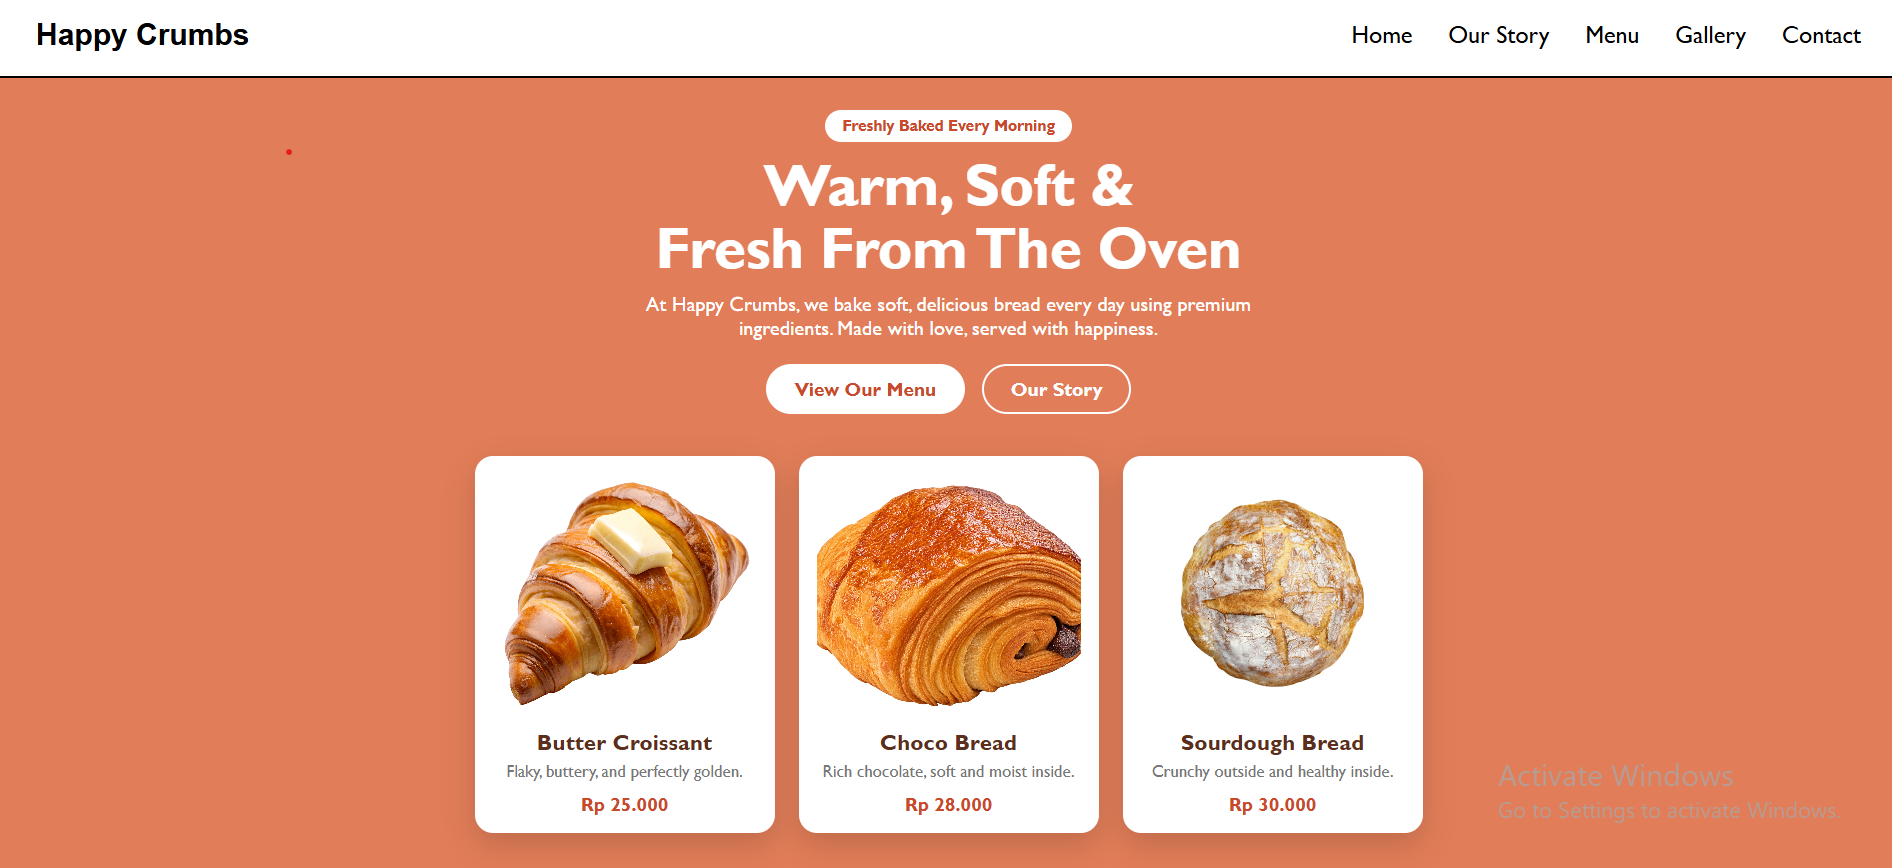 Happy Crumbs
Home Our Story Menu Gallery Contact
Freshly Baked Every Morning
Warm, Soft &
Fresh From The Oven
At Happy Crumbs, we bake soft, delicious bread every day using premium
ingredients. Made with love, served with happiness.
View Our Menu Our Story
Butter Croissant
Flaky, buttery, and perfectly golden.
Rp 25.000
Choco Bread
Rich chocolate, soft and moist inside.
Rp 28.000
Sourdough Bread
Crunchy outside and healthy inside.
Rp 30.000
Activate Windows
Go to Settings to activate Windows.